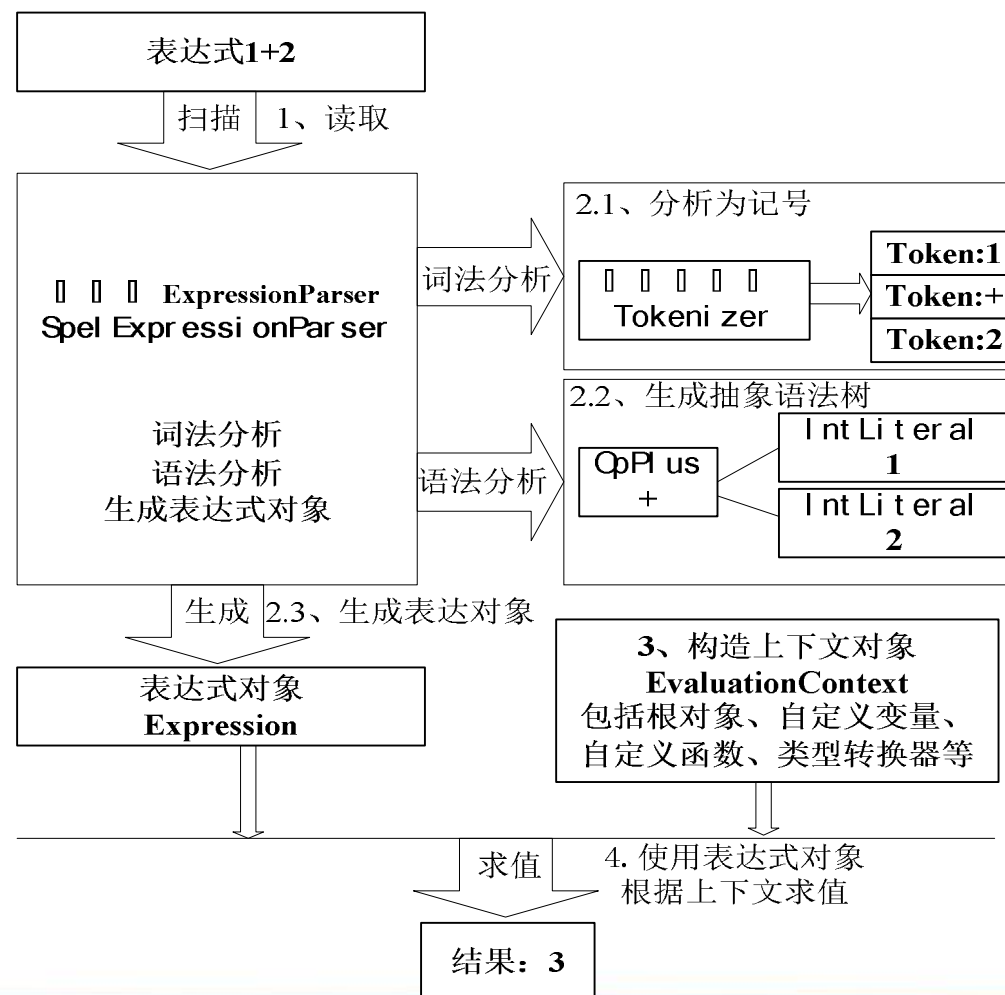 表达式1+2
扫描 1、读取
ExpressionParser
SpelExpressionParser
词法分析
语法分析
生成表达式对象
词法分析
2.1、分析为记号
Tokenizer
Token:1
Token:+
Token:2
语法分析
2.2、生成抽象语法树
OpPlus
+
IntLiteral
1
IntLiteral
2
生成 2.3、生成表达对象
表达式对象
Expression
3、构造上下文对象
EvaluationContext
包括根对象、自定义变量、
自定义函数、类型转换器等
求值
4.使用表达式对象
根据上下文求值
结果：3